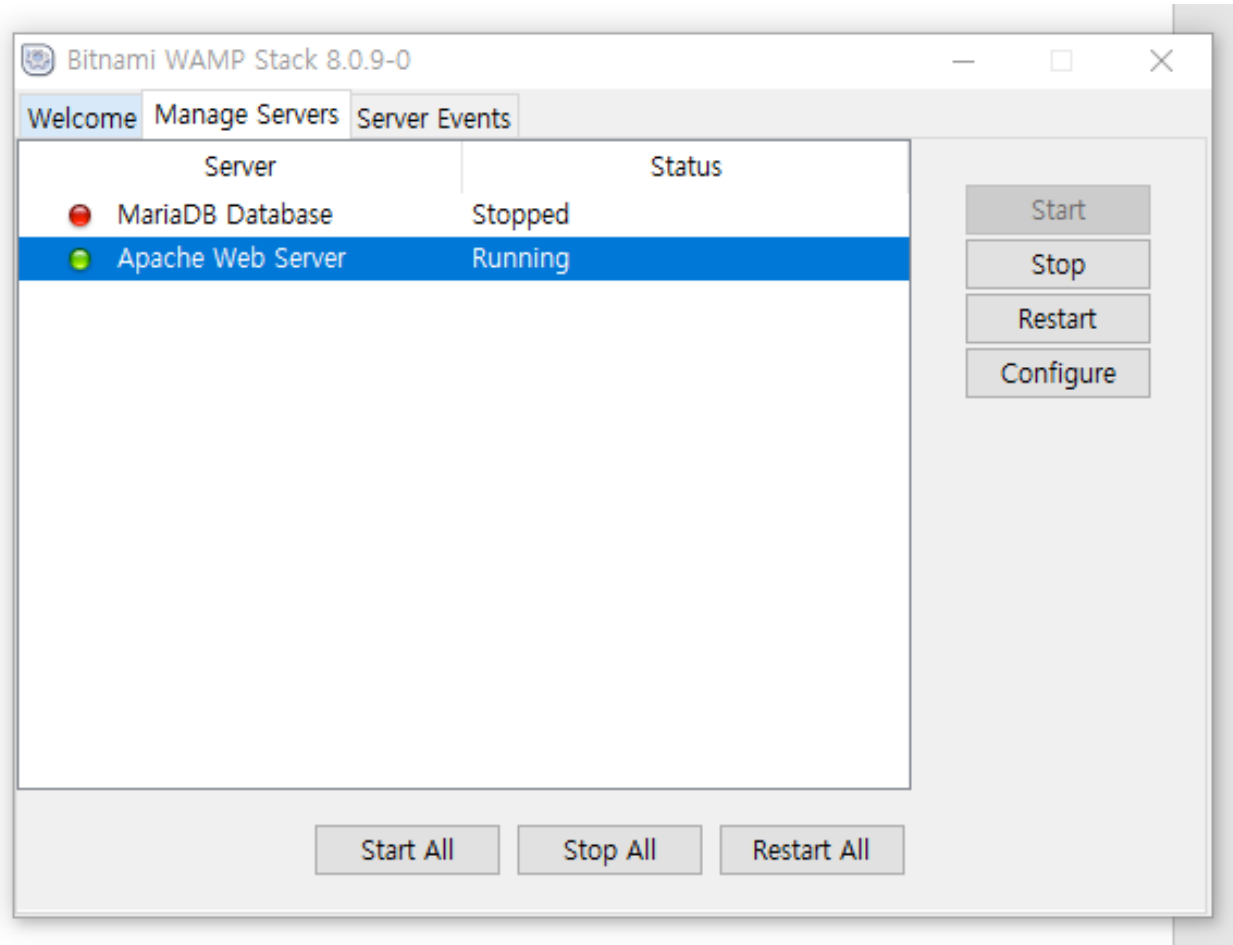 Bitnami WAMP Stack 8.0.9-0
Welcome Manage Servers Server Events
Server Status
MariaDB Database Stopped
Apache Web Server Running
Start
Stop
Restart
Configure
Start All Stop All Restart All